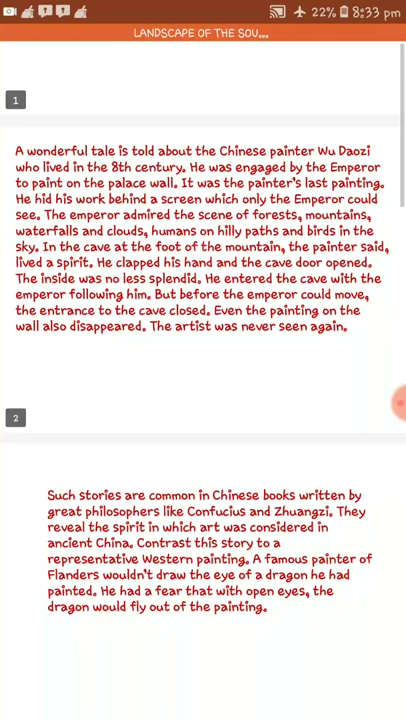 22% 8:33 pm
LANDSCAPE OF THE SOU...
1
A wonderful tale is told about the Chinese painter Wu Daozi
who lived in the 8th century. He was engaged by the Emperor
to paint on the palace wall. It was the painter's last painting.
He hid his work behind a screen which only the Emperor could
see. The emperor admired the scene of forests, mountains,
waterfalls and clouds, humans on hilly paths and birds in the
sky. In the cave at the foot of the mountain, the painter said,
lived a spirit. He clapped his hand and the cave door opened.
The inside was no less splendid. He entered the cave with the
emperor following him. But before the emperor could move,
the entrance to the cave closed. Even the painting on the
wall also disappeared. The artist was never seen again.
2
Such stories are common in Chinese books written by
great philosophers like Confucius and Zhuangzi. They
reveal the spirit in which art was considered in
ancient China. Contrast this story to a
representative Western painting. A famous painter of
Flanders wouldn't draw the eye of a dragon he had
painted. He had a fear that with open eyes, the
dragon would fly out of the painting.